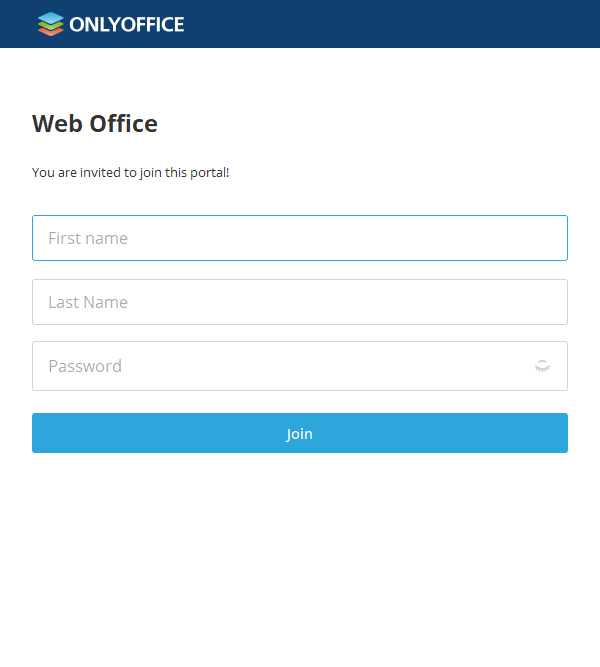 ONLYOFFICE
Web Office
You are invited to join this portal!
First name
Last Name
Password
Join